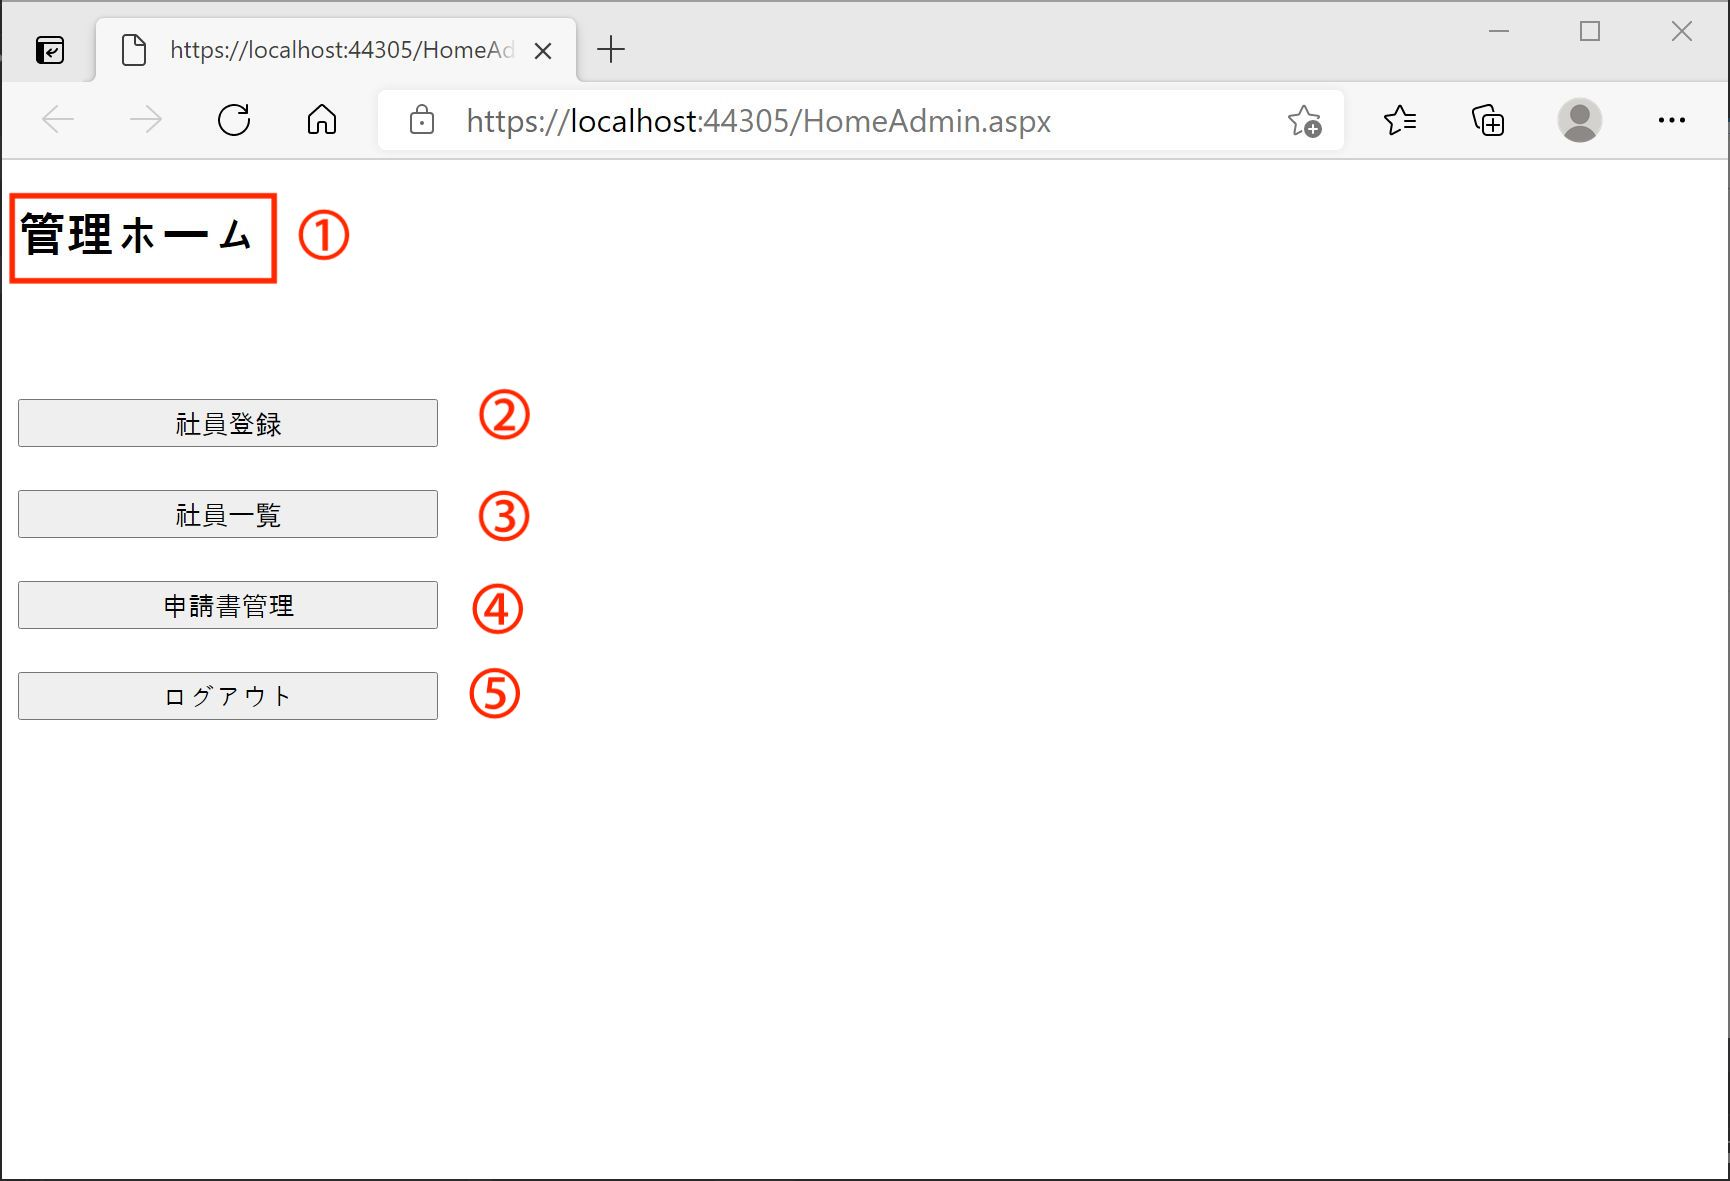 https://localhost:44305/HomeAd
https://localhost:44305/HomeAdmin.aspx
管理ホーム ①
社員登録 ②
社員一覧 ③
申請書管理 ④
ログアウト ⑤